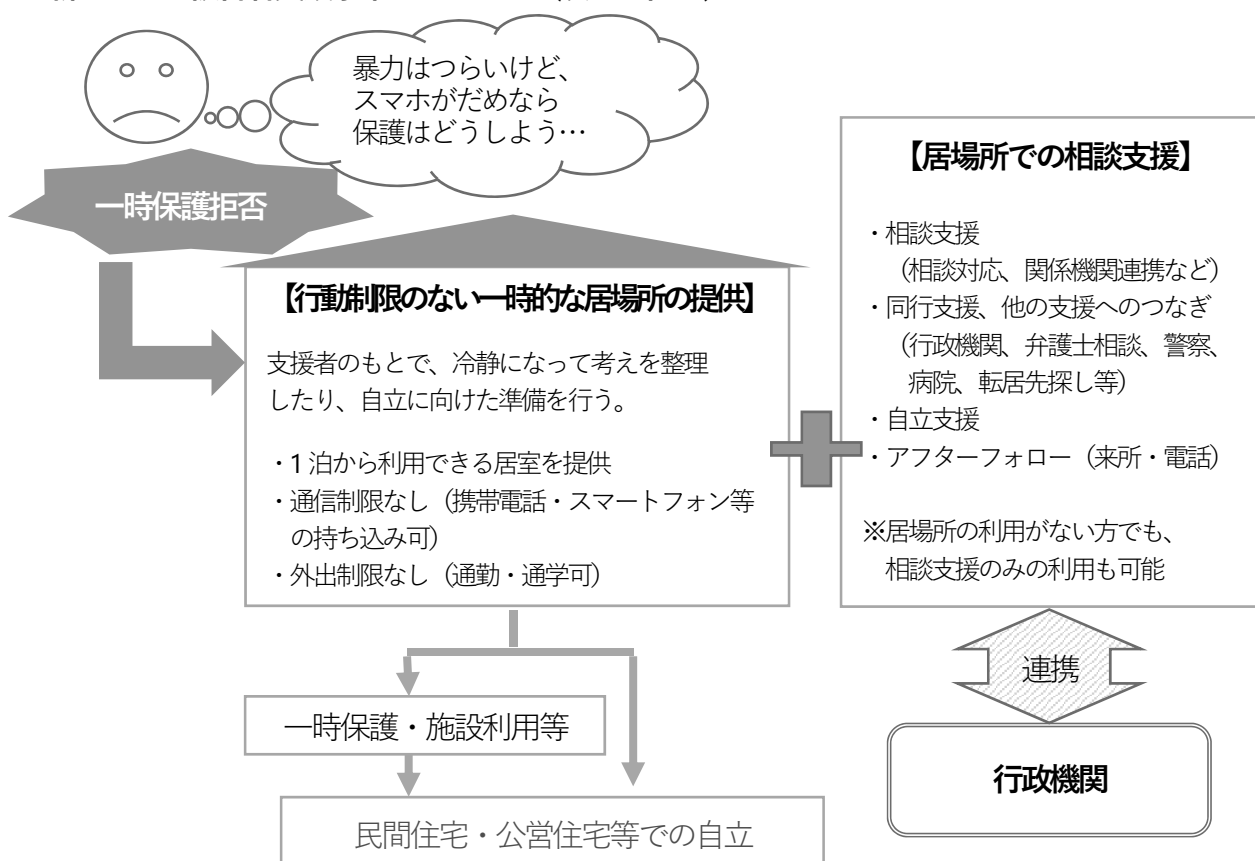 暴力はつらいけど、
スマホがだめなら
保護はどうしよう…
一時保護拒否
【行動制限のない一時的な居場所の提供】
支援者のもとで、冷静になって考えを整理
したり、自立に向けた準備を行う。
・1泊から利用できる居室を提供
・通信制限なし（携帯電話・スマートフォン等
の持ち込み可）
・外出制限なし（通勤・通学可）
【居場所での相談支援】
・相談支援
（相談対応、関係機関連携など）
・同行支援、他の支援へのつなぎ
（行政機関、弁護士相談、警察、
病院、転居先探し等）
・自立支援
・アフターフォロー（来所・電話）
※居場所の利用がない方でも、
相談支援のみの利用も可能
連携
行政機関
一時保護・施設利用等
民間住宅・公営住宅等での自立